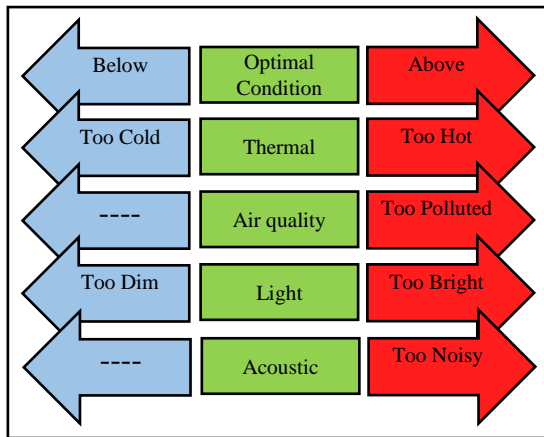 Below
Optimal
Condition
Above
Too Cold
Thermal
Too Hot
----
Air quality
Too Polluted
Too Dim
Light
Too Bright
----
Acoustic
Too Noisy